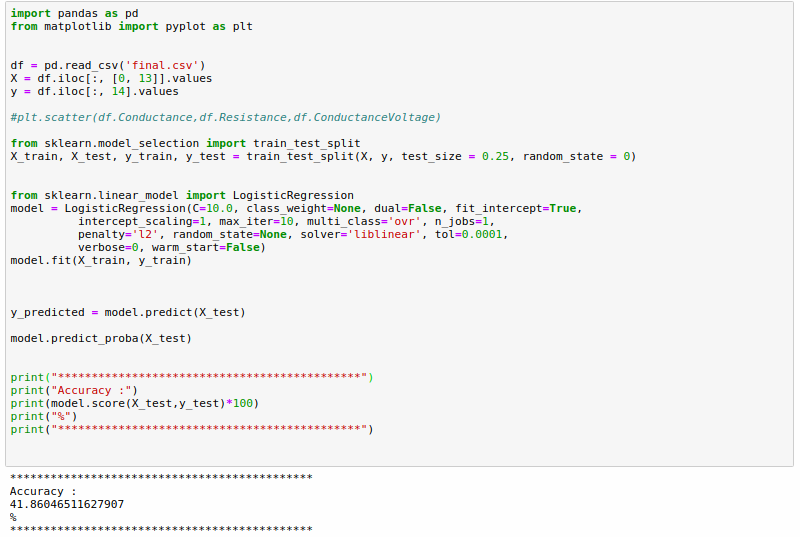 import pandas as pd
from matplotlib import pyplot as plt
df = pd.read_csv('final.csv')
X = df.iloc[:, [0, 13]].values
y = df.iloc[:, 14].values
#plt.scatter(df.Conductance,df.Resistance,df.ConductanceVoltage)
from sklearn.model_selection import train_test_split
X_train, X_test, y_train, y_test = train_test_split(X, y, test_size = 0.25, random_state = 0)
from sklearn.linear_model import LogisticRegression
model = LogisticRegression(C=10.0, class_weight=None, dual=False, fit_intercept=True,
intercept_scaling=1, max_iter=10, multi_class='ovr', n_jobs=1,
penalty='l2', random_state=None, solver='liblinear', tol=0.0001,
verbose=0, warm_start=False)
model.fit(X_train, y_train)
y_predicted = model.predict(X_test)
model.predict_proba(X_test)
print("*********************************************")
print("Accuracy :")
print(model.score(X_test,y_test)*100)
print("%")
print("*********************************************")
*********************************************
Accuracy :
41.86046511627907
%
*********************************************